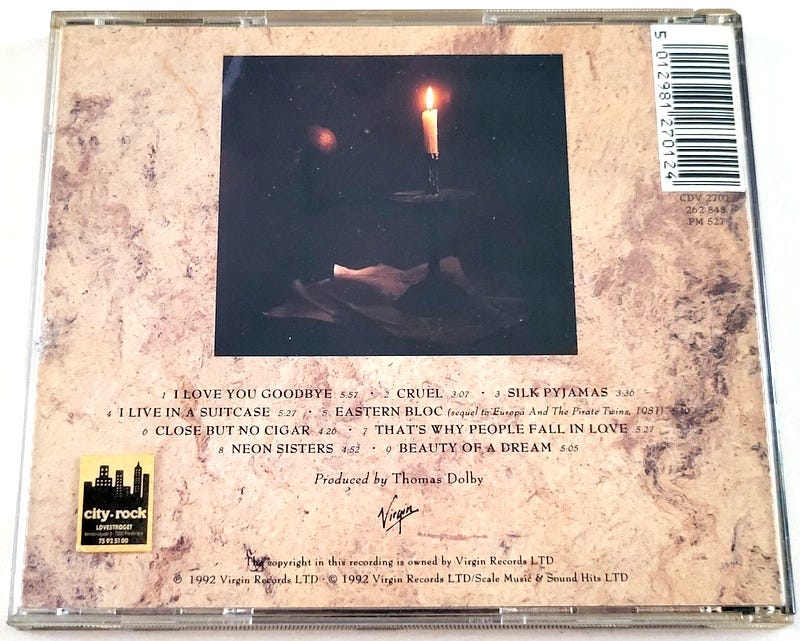 5 012981 270124
CDV 270
262 848
PM 527
1 I LOVE YOU GOODBYE 5:57 · 2 CRUEL 3:07 · 3 SILK PYJAMAS 3:36
4 I LIVE IN A SUITCASE 5:27 · 5 EASTERN BLOC (sequel to Europa And The Pirate Twins, 1981)
6 CLOSE BUT NO CIGAR 4:26 · 7 THAT'S WHY PEOPLE FALL IN LOVE 5:27
8 NEON SISTERS 4:52 · 9 BEAUTY OF A DREAM 5:05
Produced by Thomas Dolby
Virgin
city-rock
LØVESTRØGET
75 92 51 00
The copyright in this recording is owned by Virgin Records LTD
℗ 1992 Virgin Records LTD · © 1992 Virgin Records LTD/Scale Music & Sound Hits LTD